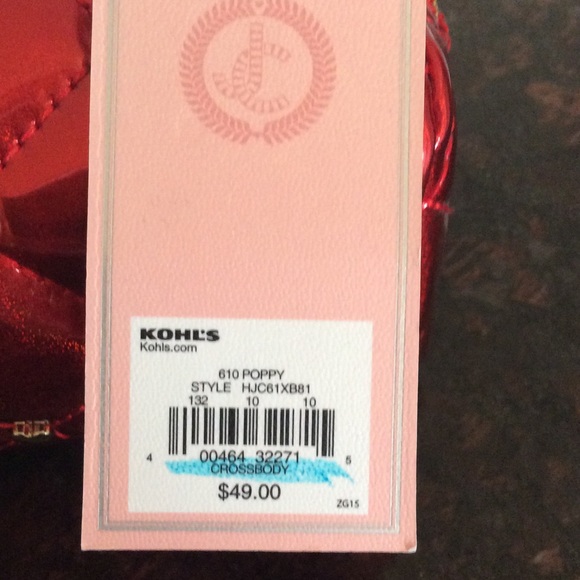 KOHL'S
Kohls.com
610 POPPY
STYLE HJC61XB81
132 10 10
4 00464 32271 5
CROSSBODY
$49.00
ZG15